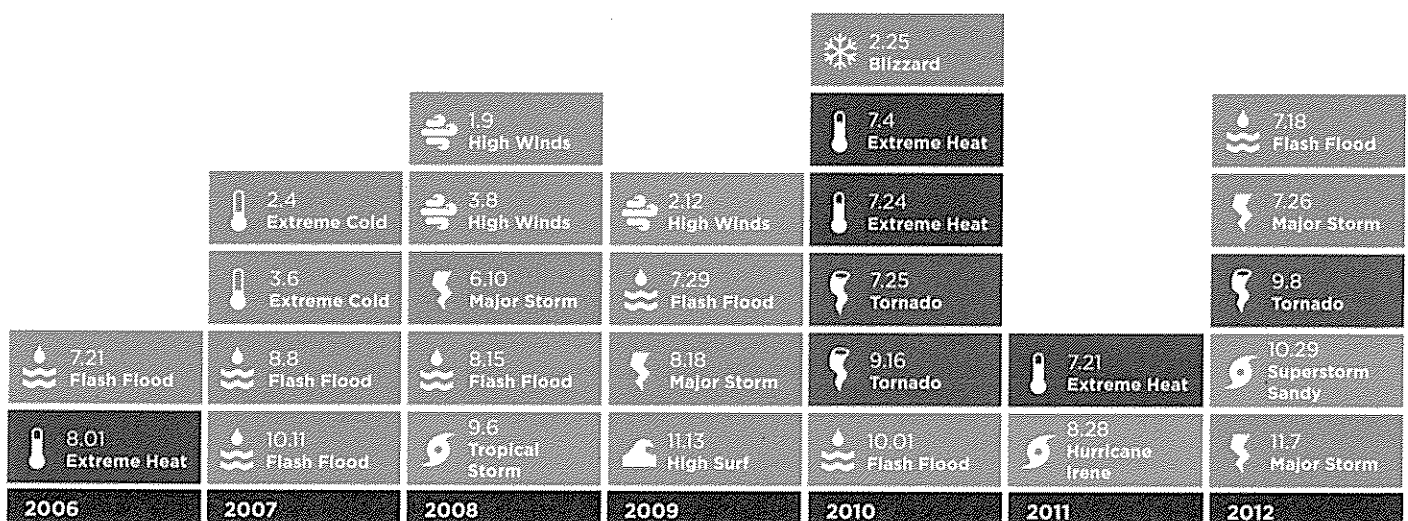 7.21
Flash Flood
8.01
Extreme Heat
2006
2.4
Extreme Cold
3.6
Extreme Cold
8.8
Flash Flood
10.11
Flash Flood
2007
1.9
High Winds
3.8
High Winds
6.10
Major Storm
8.15
Flash Flood
9.6
Tropical
Storm
2008
2.12
High Winds
7.29
Flash Flood
8.18
Major Storm
11.13
High Surf
2009
2.25
Blizzard
7.4
Extreme Heat
7.24
Extreme Heat
7.25
Tornado
9.16
Tornado
10.01
Flash Flood
2010
7.21
Extreme Heat
8.28
Hurricane
Irene
2011
7.18
Flash Flood
7.26
Major Storm
9.8
Tornado
10.29
Superstorm
Sandy
11.7
Major Storm
2012